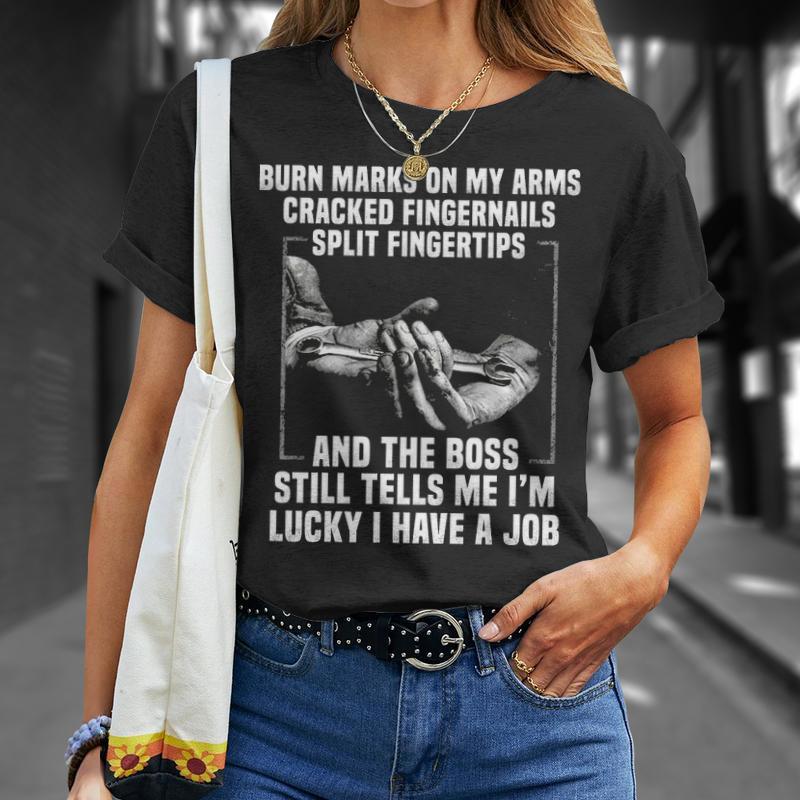 BURN MARKS ON MY ARMS
CRACKED FINGERNAILS
SPLIT FINGERTIPS
AND THE BOSS
STILL TELLS ME I'M
LUCKY I HAVE A JOB